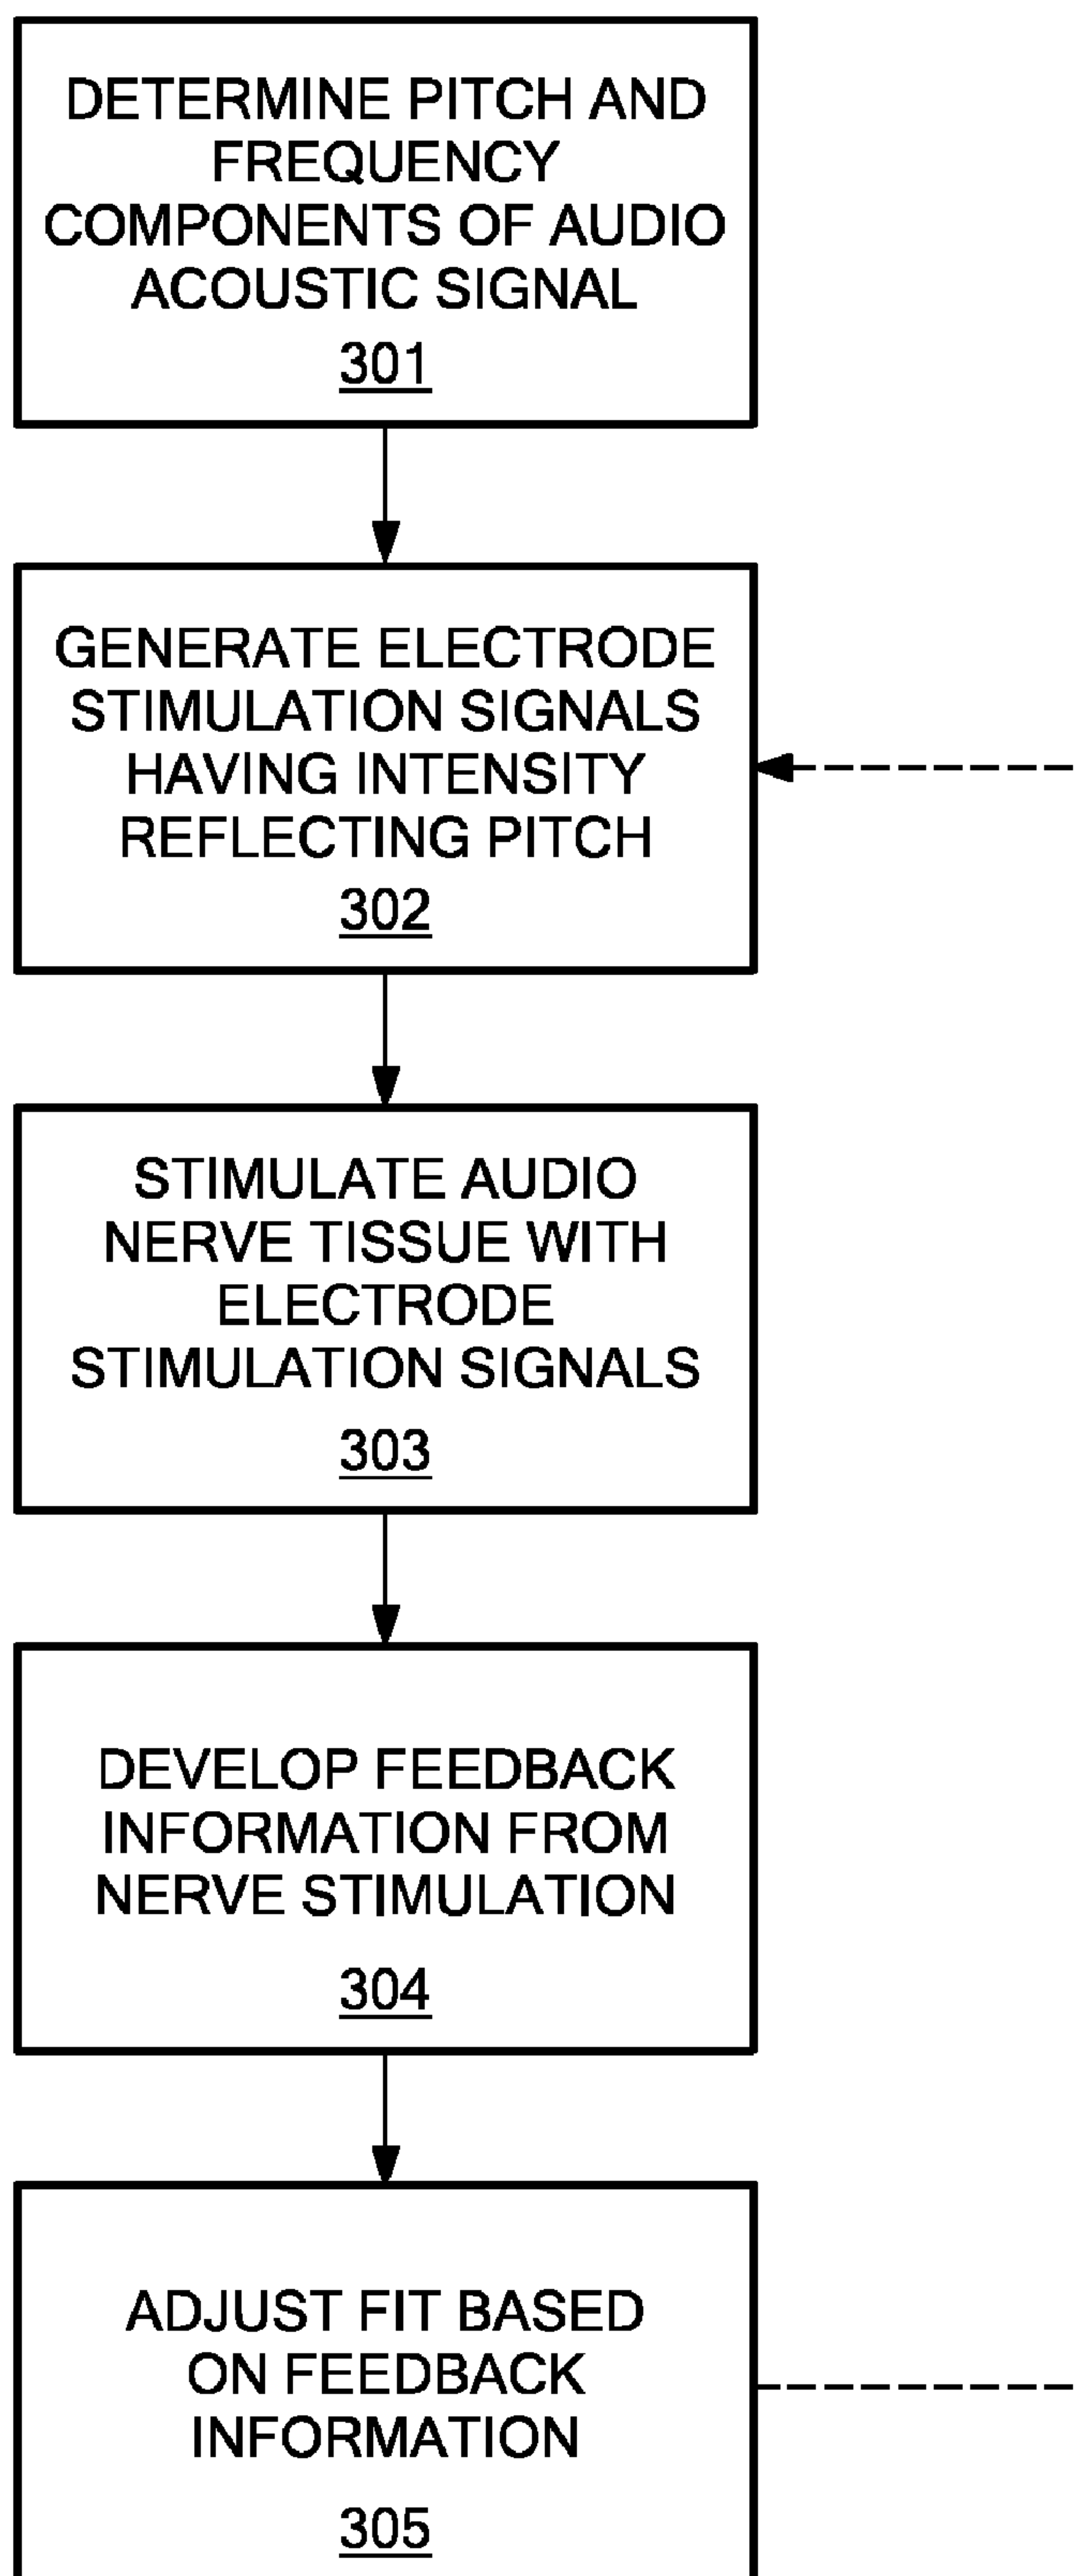 DETERMINE PITCH AND
FREQUENCY
COMPONENTS OF AUDIO
ACOUSTIC SIGNAL
301
GENERATE ELECTRODE
STIMULATION SIGNALS
HAVING INTENSITY
REFLECTING PITCH
302
STIMULATE AUDIO
NERVE TISSUE WITH
ELECTRODE
STIMULATION SIGNALS
303
DEVELOP FEEDBACK
INFORMATION FROM
NERVE STIMULATION
304
ADJUST FIT BASED
ON FEEDBACK
INFORMATION
305